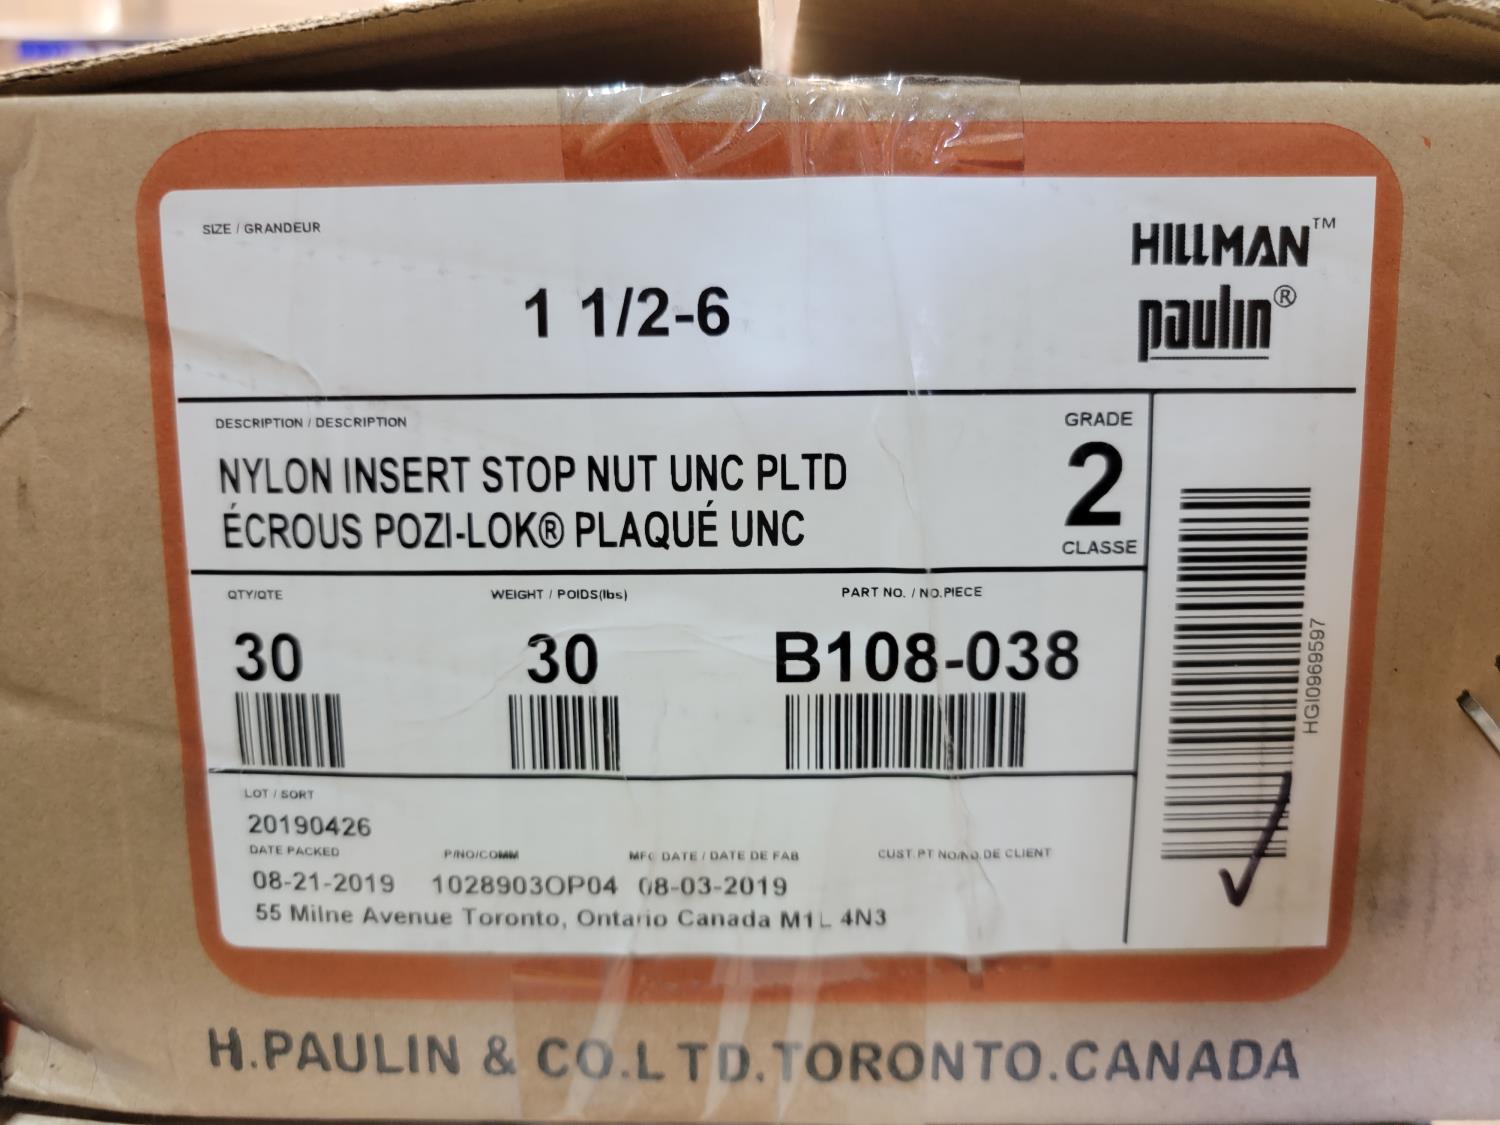 SIZE / GRANDEUR
1 1/2-6
HILLMAN™
paulin®
DESCRIPTION / DESCRIPTION
NYLON INSERT STOP NUT UNC PLTD
ÉCROUS POZI-LOK® PLAQUÉ UNC
GRADE
2
CLASSE
QTY/QTE
30
WEIGHT / POIDS(lbs)
30
PART NO. / NO.PIECE
B108-038
HGI0969597
LOT / SORT
20190426
DATE PACKED
08-21-2019
P/NO/COMM
1028903OP04
MFG DATE / DATE DE FAB
08-03-2019
CUST.PT NO/NO.DE CLIENT
55 Milne Avenue Toronto, Ontario Canada M1L 4N3
H.PAULIN & CO.LTD.TORONTO.CANADA